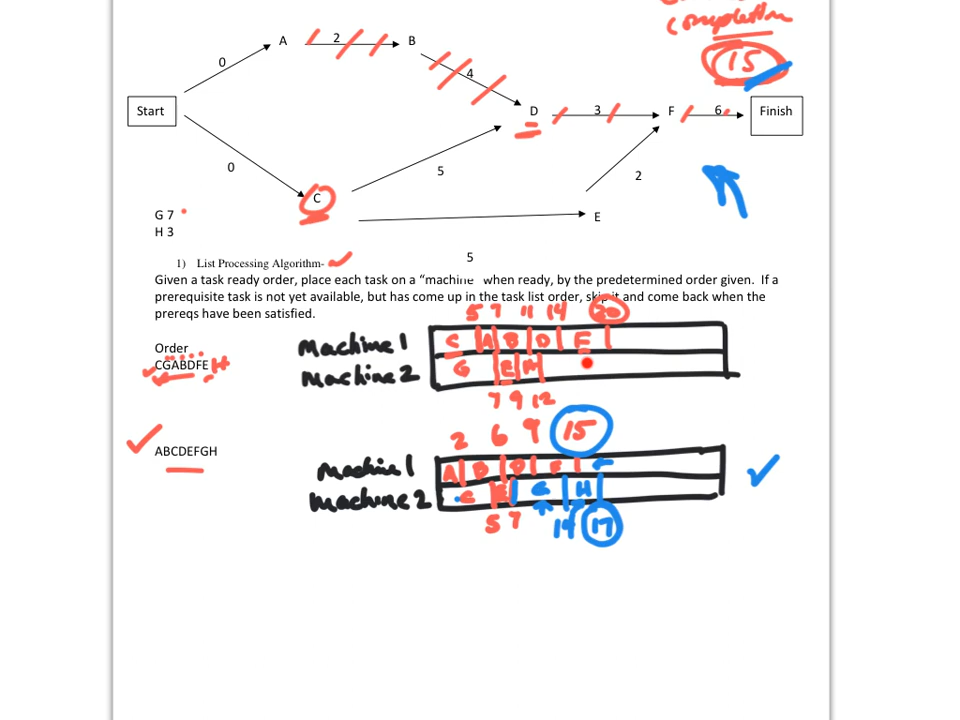 completion
15
A 2 B
0 4
Start D 3 F 6 Finish
0 5 2
C
E
G 7
H 3
5
1) List Processing Algorithm-
Given a task ready order, place each task on a "machine when ready, by the predetermined order given. If a
prerequisite task is not yet available, but has come up in the task list order, skip it and come back when the
prereqs have been satisfied.
5 7 11 14 20
Order
Machine 1 C A B D F
CGABDFE H
Machine 2 G E H
7 9 12
2 6 9 15
ABCDEFGH
Machine 1 A B D F
Machine 2 C E G H
5 7 14 17